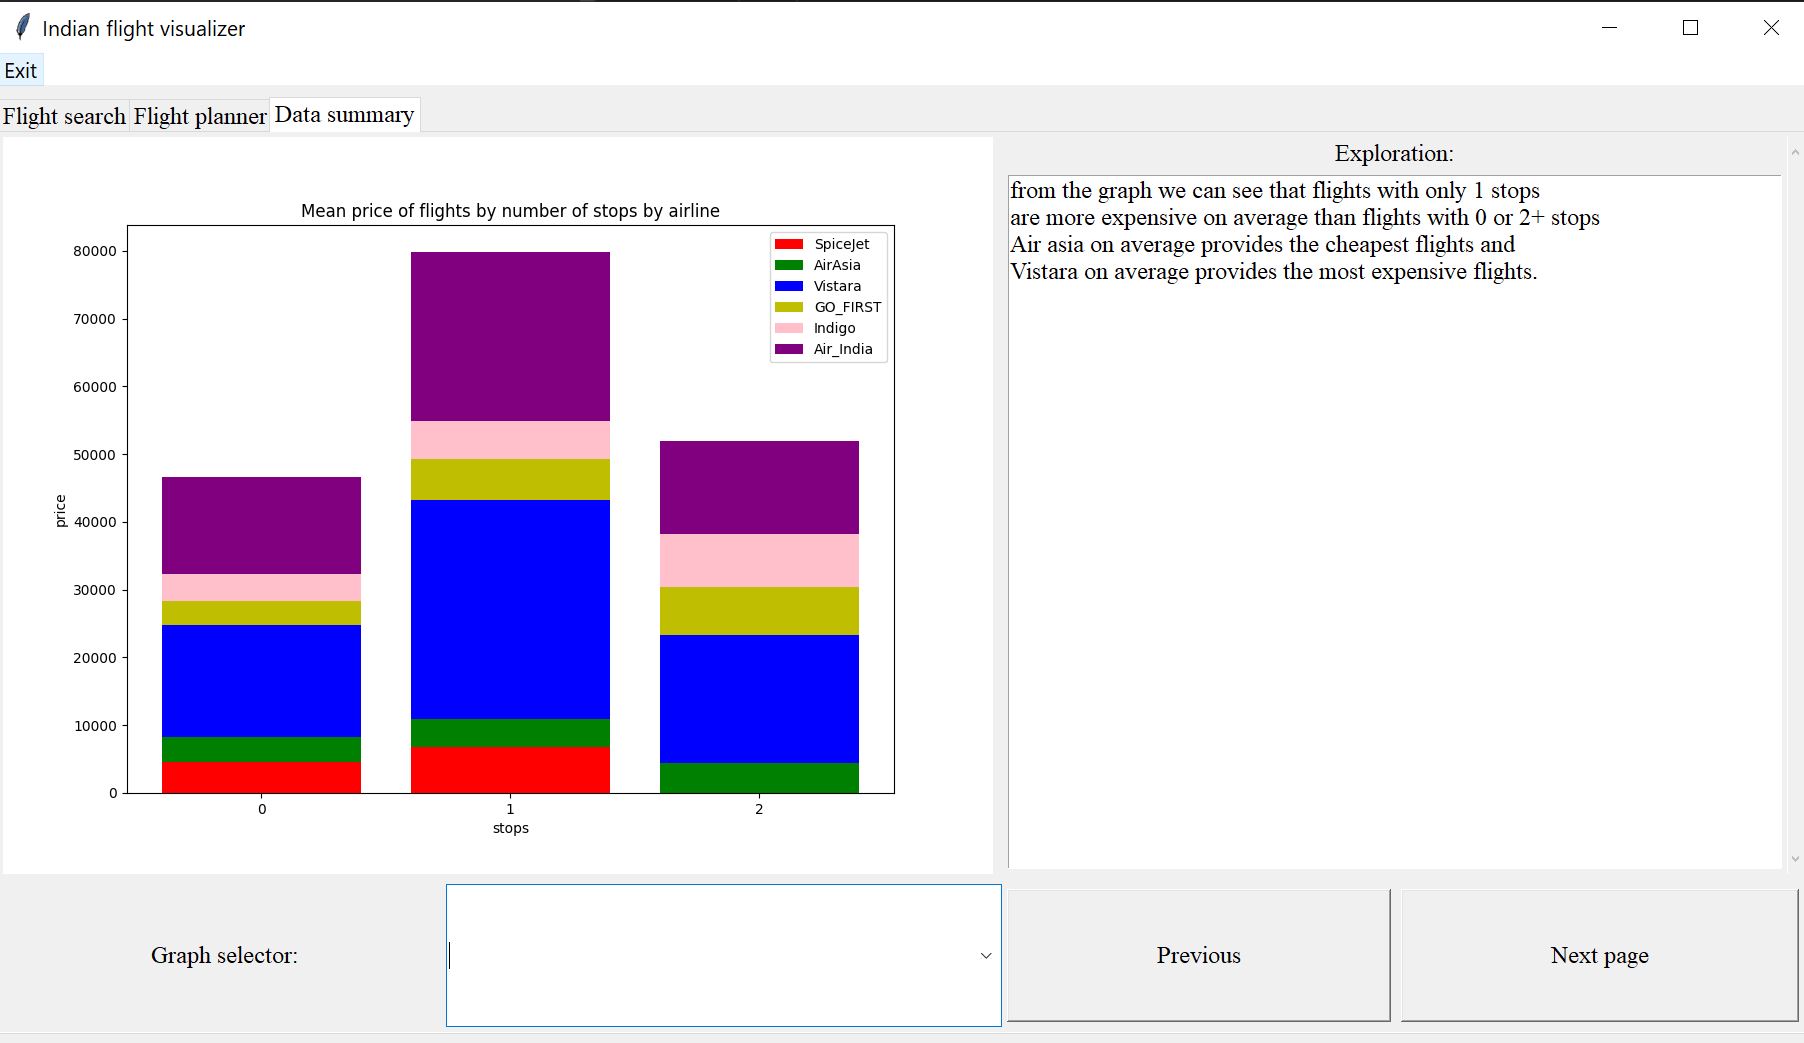 Indian flight visualizer
Exit
Flight search
Flight planner
Data summary
Mean price of flights by number of stops by airline
80000
70000
60000
50000
40000
30000
20000
10000
0
price
0
1
2
stops
SpiceJet
AirAsia
Vistara
GO_FIRST
Indigo
Air_India
Exploration:
from the graph we can see that flights with only 1 stops
are more expensive on average than flights with 0 or 2+ stops
Air asia on average provides the cheapest flights and
Vistara on average provides the most expensive flights.
Graph selector:
Previous
Next page